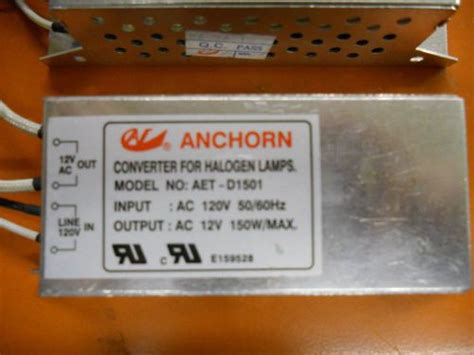 Q.C. PASS
® ANCHORN
CONVERTER FOR HALOGEN LAMPS.
MODEL NO: AET - D1501
INPUT : AC 120V 50/60Hz
OUTPUT : AC 12V 150W/MAX.
12V
AC
OUT
LINE
120V
IN
c
E159528